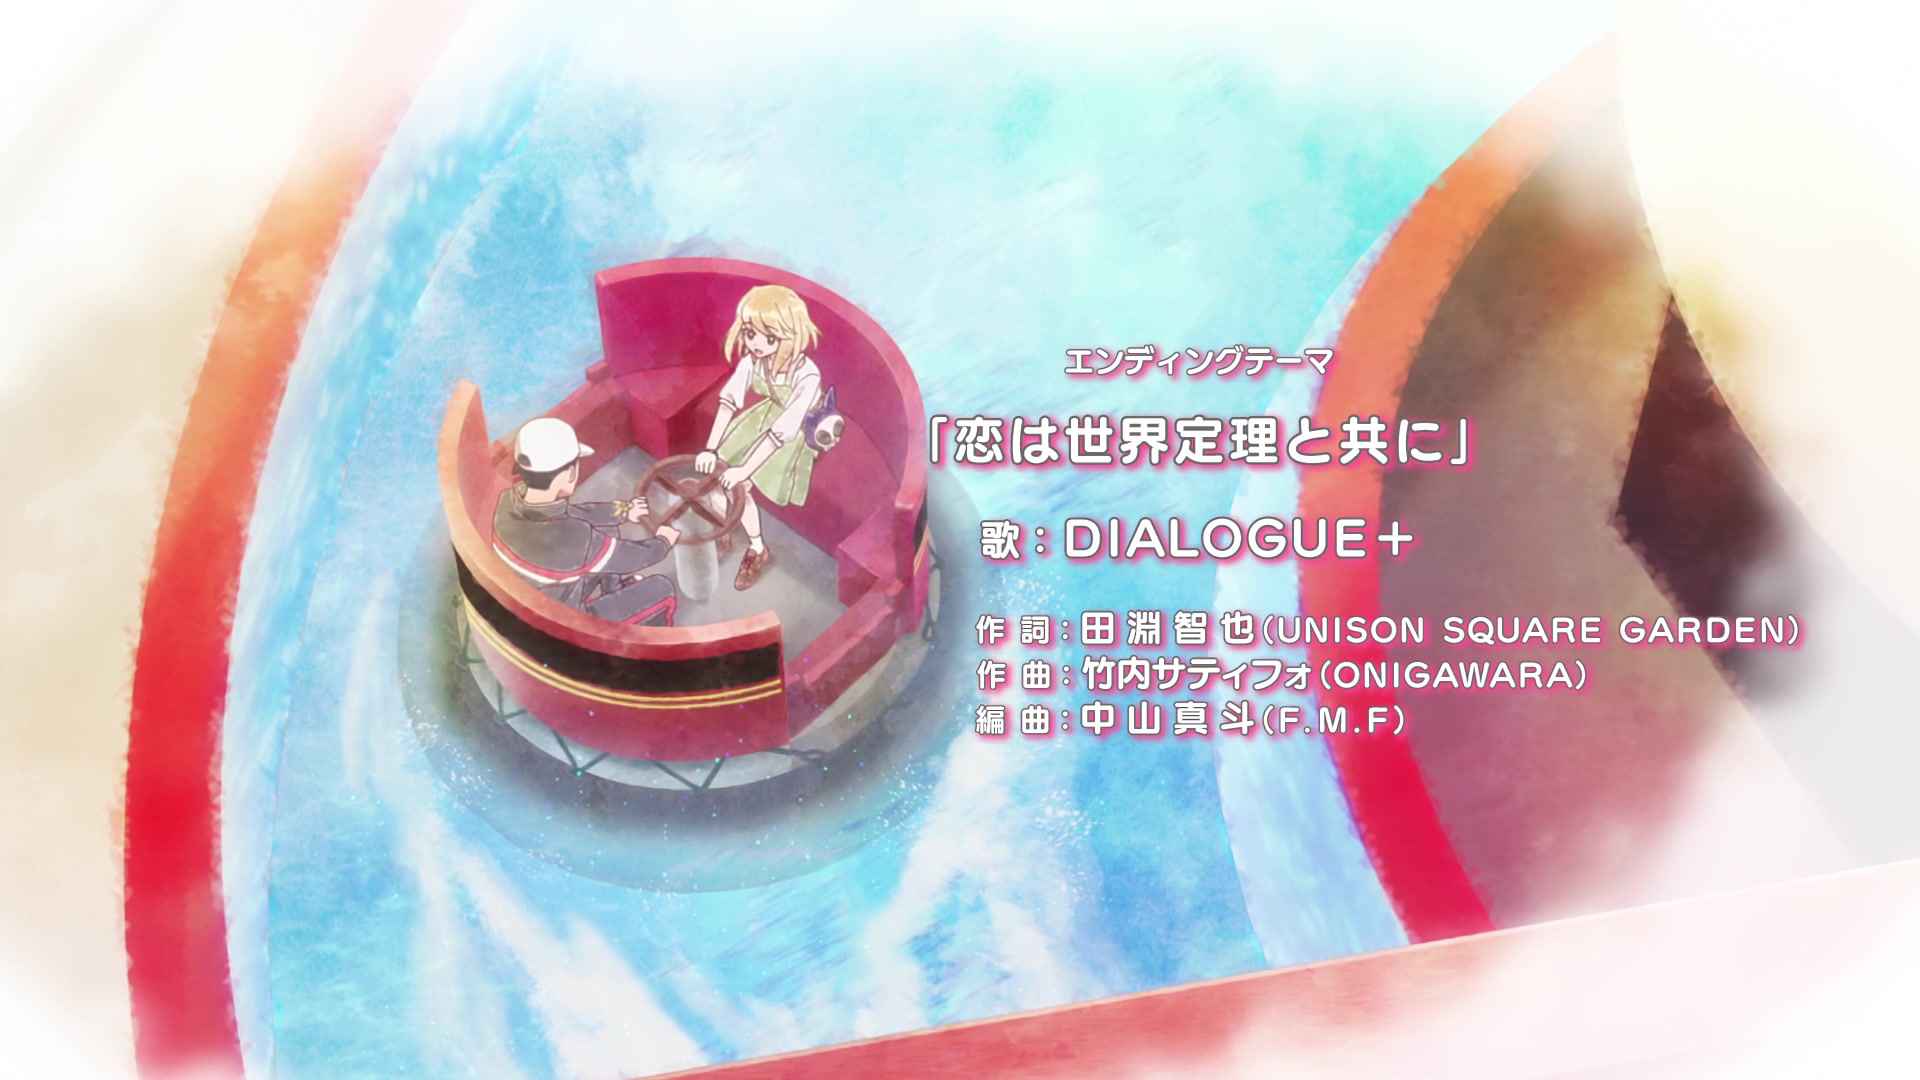 エンディングテーマ
「恋は世界定理と共に」
歌：DIALOGUE＋
作詞：田淵智也(UNISON SQUARE GARDEN)
作曲：竹内サティフォ(ONIGAWARA)
編曲：中山真斗(F.M.F)